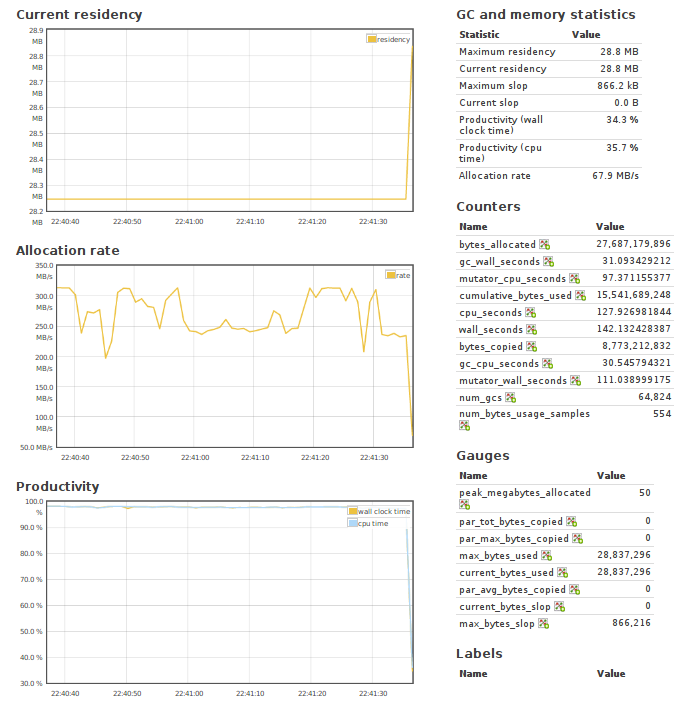 Current residency
28.9
MB
28.8
MB
28.7
MB
28.6
MB
28.5
MB
28.4
MB
28.3
MB
28.2
MB
residency
22:40:40 22:40:50 22:41:00 22:41:10 22:41:20 22:41:30
Allocation rate
350.0
MB/s
300.0
MB/s
250.0
MB/s
200.0
MB/s
150.0
MB/s
100.0
MB/s
50.0 MB/s
rate
22:40:40 22:40:50 22:41:00 22:41:10 22:41:20 22:41:30
Productivity
100.0
%
90.0 %
80.0 %
70.0 %
60.0 %
50.0 %
40.0 %
30.0 %
wall clock time
cpu time
22:40:40 22:40:50 22:41:00 22:41:10 22:41:20 22:41:30
GC and memory statistics
Statistic Value
Maximum residency 28.8 MB
Current residency 28.8 MB
Maximum slop 866.2 kB
Current slop 0.0 B
Productivity (wall 34.3 %
clock time)
Productivity (cpu 35.7 %
time)
Allocation rate 67.9 MB/s
Counters
Name Value
bytes_allocated 27,687,179,896
gc_wall_seconds 31.093429212
mutator_cpu_seconds 97.371155377
cumulative_bytes_used 15,541,689,248
cpu_seconds 127.926981844
wall_seconds 142.132428387
bytes_copied 8,773,212,832
gc_cpu_seconds 30.545794321
mutator_wall_seconds 111.038999175
num_gcs 64,824
num_bytes_usage_samples 554
Gauges
Name Value
peak_megabytes_allocated 50
par_tot_bytes_copied 0
par_max_bytes_copied 0
max_bytes_used 28,837,296
current_bytes_used 28,837,296
par_avg_bytes_copied 0
current_bytes_slop 0
max_bytes_slop 866,216
Labels
Name Value